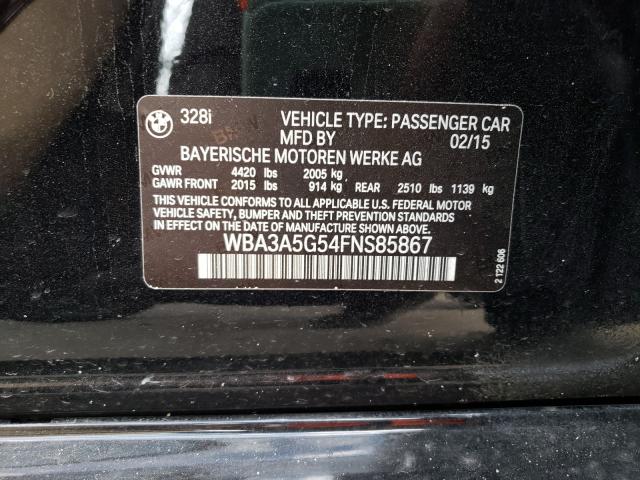 328i VEHICLE TYPE: PASSENGER CAR
MFD BY 02/15
BAYERISCHE MOTOREN WERKE AG
GVWR 4420 lbs 2005 kg
GAWR FRONT 2015 lbs 914 kg REAR 2510 lbs 1139 kg
THIS VEHICLE CONFORMS TO ALL APPLICABLE U.S. FEDERAL MOTOR
VEHICLE SAFETY, BUMPER AND THEFT PREVENTION STANDARDS
IN EFFECT ON THE DATE OF MANUFACTURE SHOWN ABOVE.
WBA3A5G54FNS85867
2 122 606